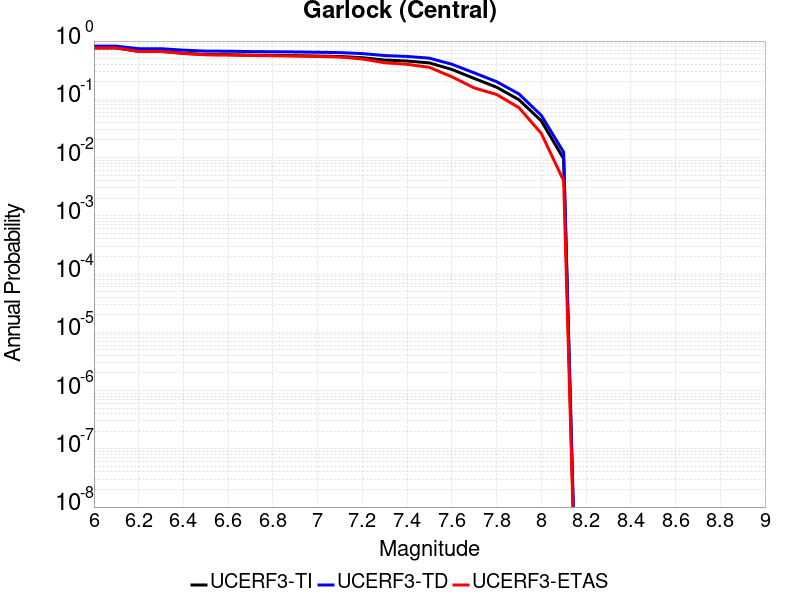 Garlock (Central)
Annual Probability
10^0
10^-1
10^-2
10^-3
10^-4
10^-5
10^-6
10^-7
10^-8
6 6.2 6.4 6.6 6.8 7 7.2 7.4 7.6 7.8 8 8.2 8.4 8.6 8.8 9
Magnitude
UCERF3-TI UCERF3-TD UCERF3-ETAS